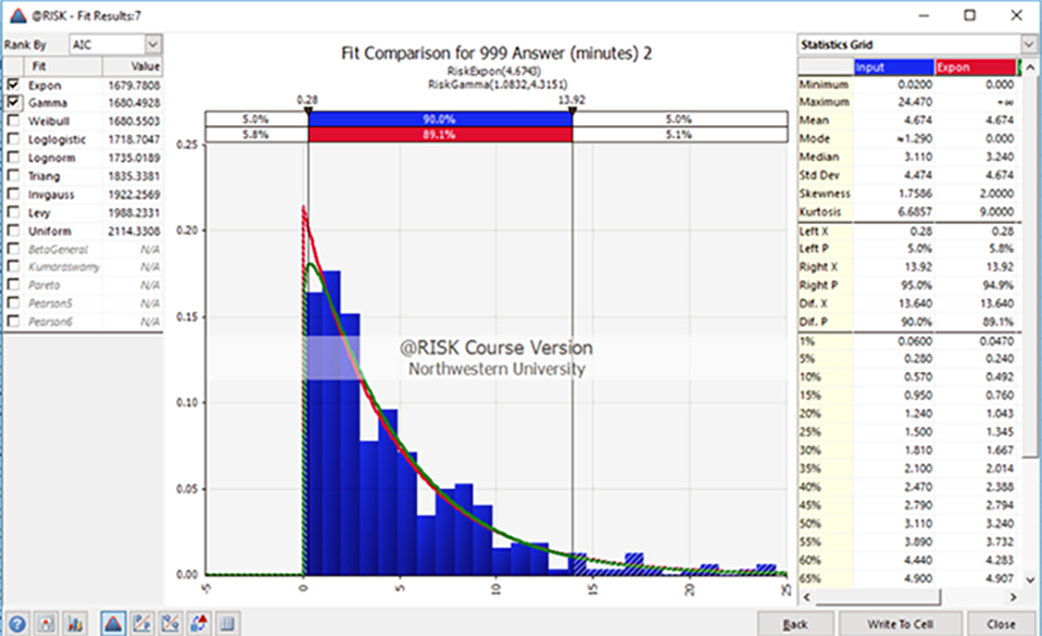 @RISK - Fit Results:7
Rank By AIC
Fit Value
Expon 1679.7808
Gamma 1680.4928
Weibull 1680.5503
Loglogistic 1718.7047
Lognorm 1735.0189
Triang 1835.3381
Invgauss 1922.2569
Levy 1988.2331
Uniform 2114.3308
BetaGeneral N/A
Kumaraswamy N/A
Pareto N/A
Pearson5 N/A
Pearson6 N/A
Fit Comparison for 999 Answer (minutes) 2
RiskExpon(4.6743)
RiskGamma(1.0832,4.3151)
0.28 13.92
5.0% 90.0% 5.0%
5.8% 89.1% 5.1%
0.25
0.20
0.15
0.10
0.05
0.00
-5 0 5 10 15 20 25
@RISK Course Version
Northwestern University
Statistics Grid
Input Expon
Minimum 0.0200 0.000
Maximum 24.470 +∞
Mean 4.674 4.674
Mode ≈1.290 0.000
Median 3.110 3.240
Std Dev 4.474 4.674
Skewness 1.7586 2.0000
Kurtosis 6.6857 9.0000
Left X 0.28 0.28
Left P 5.0% 5.8%
Right X 13.92 13.92
Right P 95.0% 94.9%
Dif. X 13.640 13.640
Dif. P 90.0% 89.1%
1% 0.0600 0.0470
5% 0.280 0.240
10% 0.570 0.492
15% 0.950 0.760
20% 1.240 1.043
25% 1.500 1.345
30% 1.810 1.667
35% 2.100 2.014
40% 2.470 2.388
45% 2.790 2.794
50% 3.110 3.240
55% 3.890 3.732
60% 4.440 4.283
65% 4.900 4.907
Back Write To Cell Close